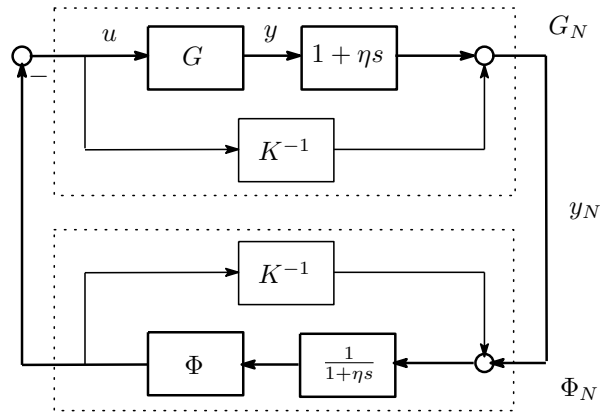 G_N
u
y
−
G
1 + ηs
K^{-1}
y_N
K^{-1}
Φ
1/(1+ηs)
Φ_N